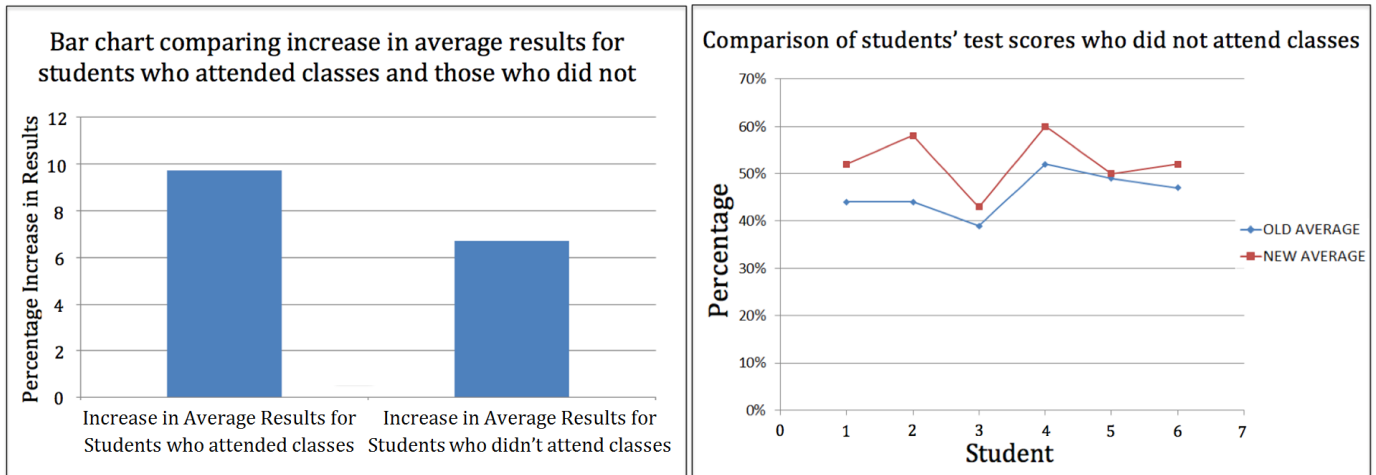 Bar chart comparing increase in average results for
students who attended classes and those who did not
Percentage Increase in Results
12
10
8
6
4
2
0
Increase in Average Results for
Students who attended classes
Increase in Average Results for
Students who didn't attend classes
Comparison of students' test scores who did not attend classes
Percentage
70%
60%
50%
40%
30%
20%
10%
0%
0 1 2 3 4 5 6 7
Student
OLD AVERAGE
NEW AVERAGE